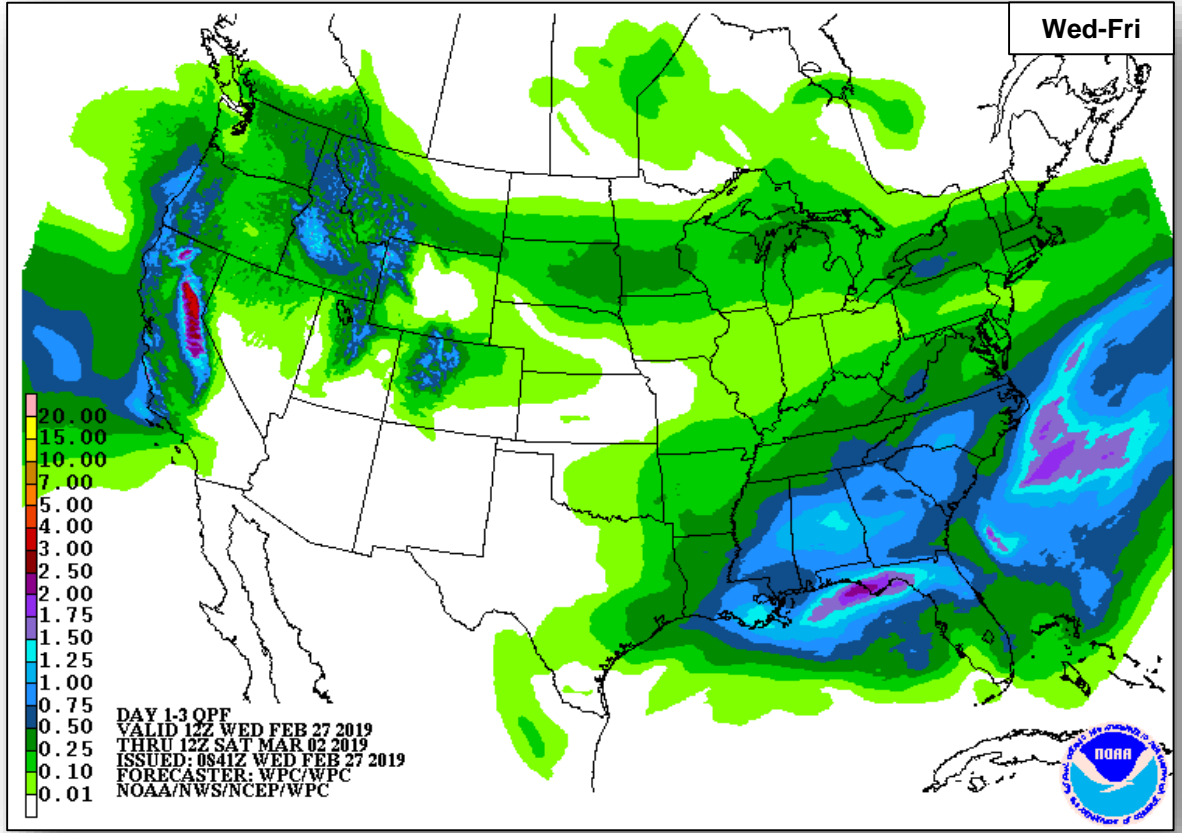 Wed-Fri
20.00
15.00
10.00
7.00
5.00
4.00
3.00
2.50
2.00
1.75
1.50
1.25
1.00
0.75
0.50
0.25
0.10
0.01
DAY 1-3 QPF
VALID 12Z WED FEB 27 2019
THRU 12Z SAT MAR 02 2019
ISSUED: 0841Z WED FEB 27 2019
FORECASTER: WPC/WPC
NOAA/NWS/NCEP/WPC
NOAA